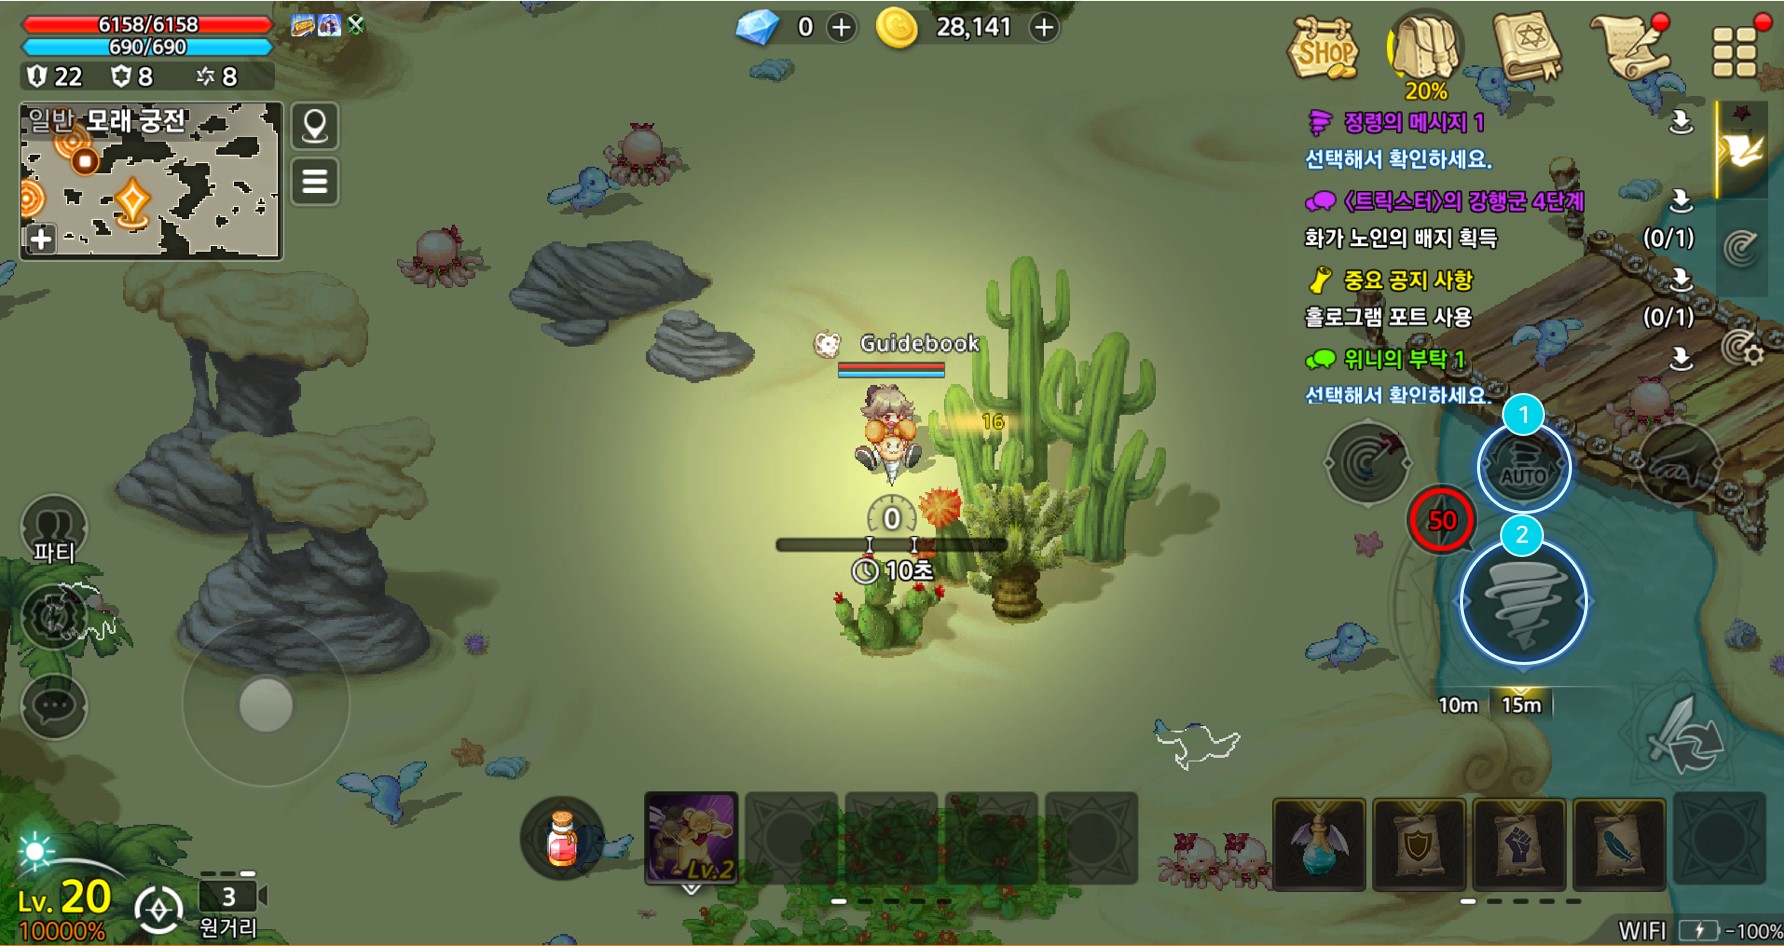 6158/6158
690/690
22 8 8
0
28,141
SHOP
20%
일반 모래 궁전
정령의 메시지 1
선택해서 확인하세요.
<트릭스터>의 강행군 4단계
화가 노인의 배지 획득 (0/1)
중요 공지 사항
홀로그램 포트 사용 (0/1)
위니의 부탁 1
선택해서 확인하세요.
Guidebook
16
0
10초
1
AUTO
50
2
10m 15m
파티
Lv.2
Lv. 20
10000%
3
원거리
WIFI -100%